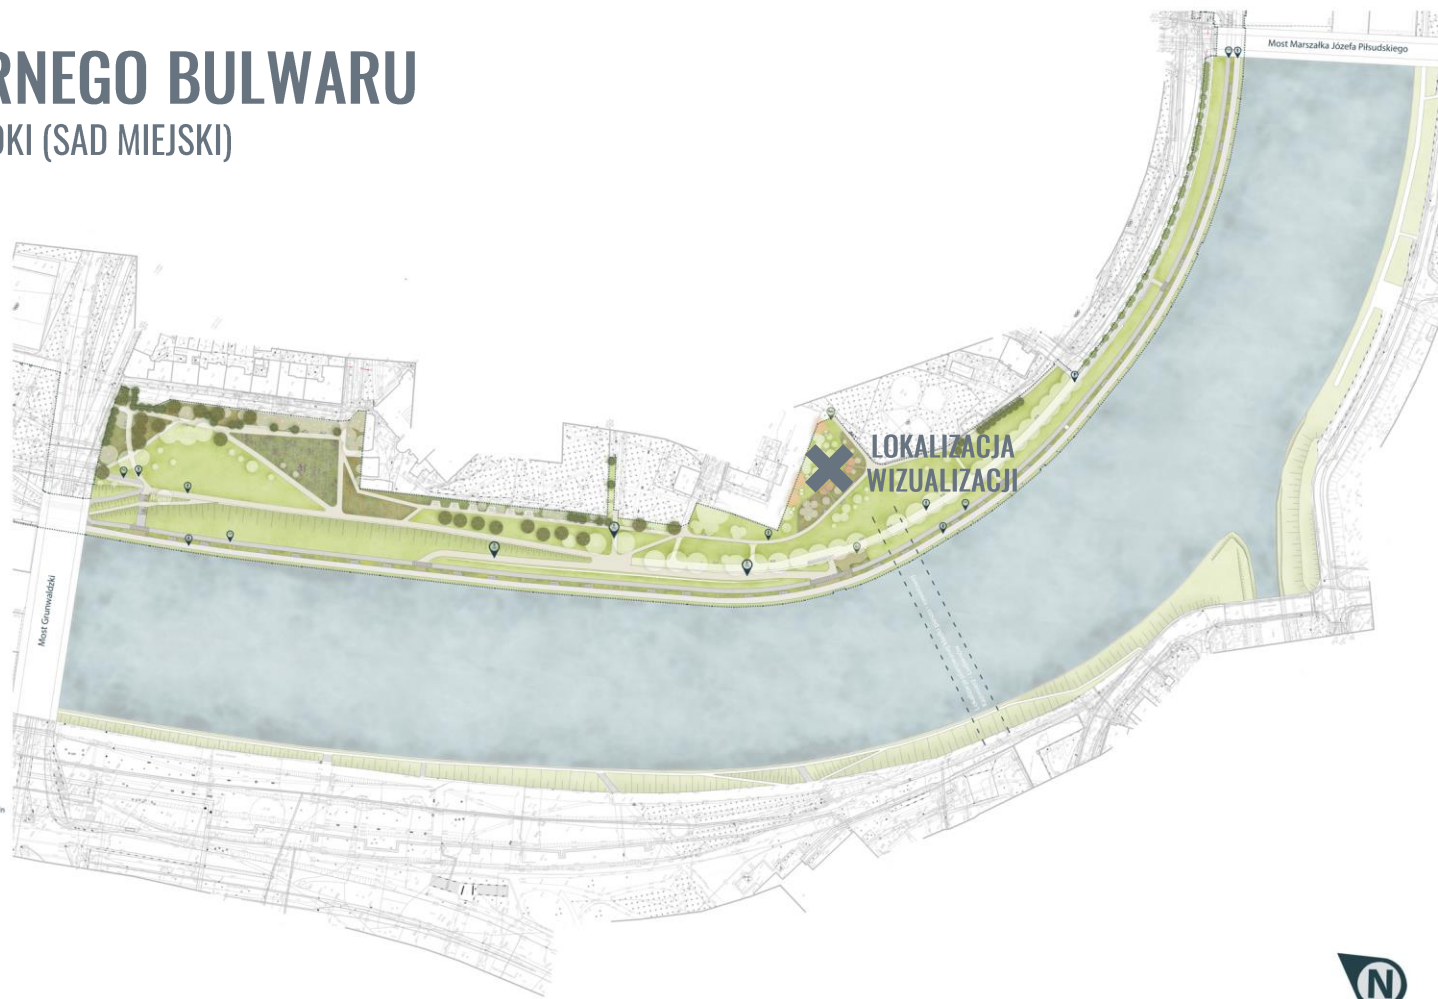 RNEGO BULWARU
OKI (SAD MIEJSKI)
Most Marszałka Józefa Piłsudskiego
LOKALIZACJA
WIZUALIZACJI
Most Grunwaldzki
N